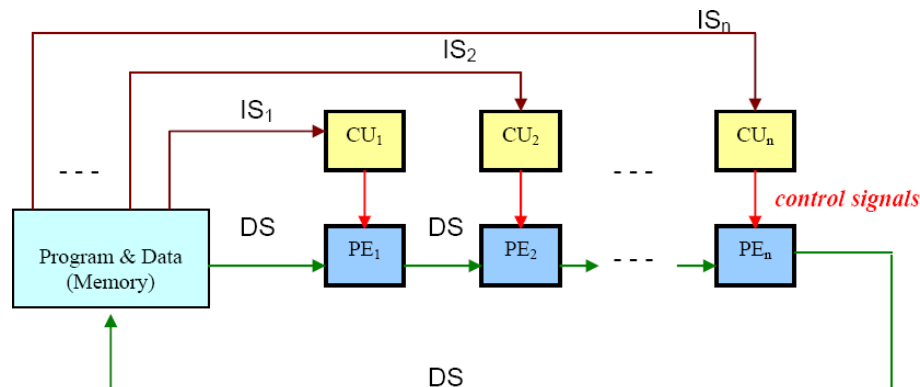 ISₙ
IS₂
IS₁
CU₁
CU₂
CUₙ
- - -
- - -
control signals
DS
DS
Program & Data
(Memory)
PE₁
PE₂
- - -
PEₙ
DS